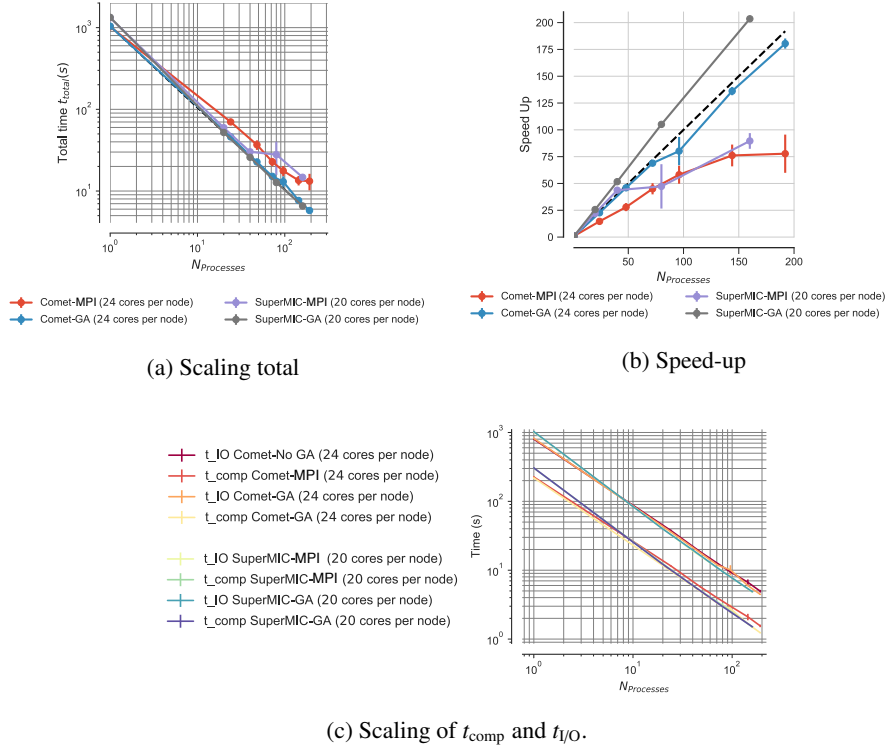 10³
10²
10¹
Total time t_total/(s)
10⁰ 10¹ 10²
N_Processes
Comet-MPI (24 cores per node)
Comet-GA (24 cores per node)
SuperMIC-MPI (20 cores per node)
SuperMIC-GA (20 cores per node)
(a) Scaling total
200
175
150
125
100
75
50
25
0
Speed Up
50 100 150 200
N_Processes
Comet-MPI (24 cores per node)
Comet-GA (24 cores per node)
SuperMIC-MPI (20 cores per node)
SuperMIC-GA (20 cores per node)
(b) Speed-up
t_IO Comet-No GA (24 cores per node)
t_comp Comet-MPI (24 cores per node)
t_IO Comet-GA (24 cores per node)
t_comp Comet-GA (24 cores per node)
t_IO SuperMIC-MPI (20 cores per node)
t_comp SuperMIC-MPI (20 cores per node)
t_IO SuperMIC-GA (20 cores per node)
t_comp SuperMIC-GA (20 cores per node)
10³
10²
10¹
10⁰
Time (s)
10⁰ 10¹ 10²
N_Processes
(c) Scaling of t_comp and t_I/O.